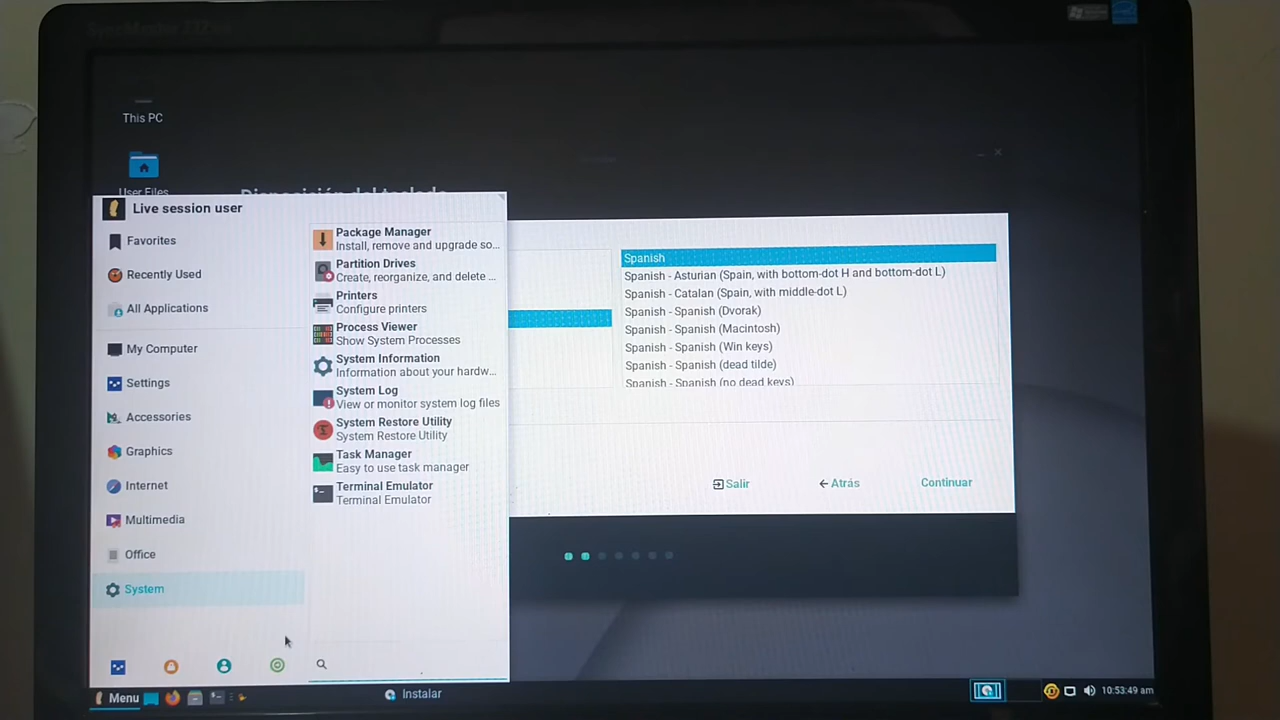 This PC
User Files
Disposición del teclado
Live session user
Favorites
Recently Used
All Applications
My Computer
Settings
Accessories
Graphics
Internet
Multimedia
Office
System
Package Manager
Install, remove and upgrade so...
Partition Drives
Create, reorganize, and delete ...
Printers
Configure printers
Process Viewer
Show System Processes
System Information
Information about your hardw...
System Log
View or monitor system log files
System Restore Utility
System Restore Utility
Task Manager
Easy to use task manager
Terminal Emulator
Terminal Emulator
Spanish
Spanish - Asturian (Spain, with bottom-dot H and bottom-dot L)
Spanish - Catalan (Spain, with middle-dot L)
Spanish - Spanish (Dvorak)
Spanish - Spanish (Macintosh)
Spanish - Spanish (Win keys)
Spanish - Spanish (dead tilde)
Spanish - Spanish (no dead keys)
Salir
Atrás
Continuar
Menu
Instalar
10:53:49 am